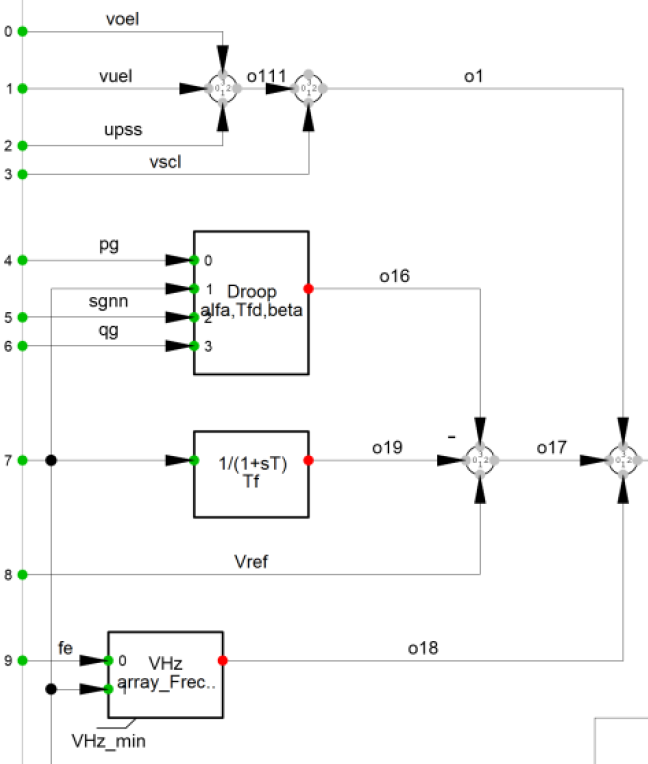 0 voel
1 vuel o111 o1
2 upss
3 vscl
4 pg 0
1
Droop
o16
5 sgnn 2
alfa,Tfd,beta
6 qg 3
7 1/(1+sT)
Tf
o19 - o17
8 Vref
9 fe 0 VHz o18
1 array_Frec..
VHz_min